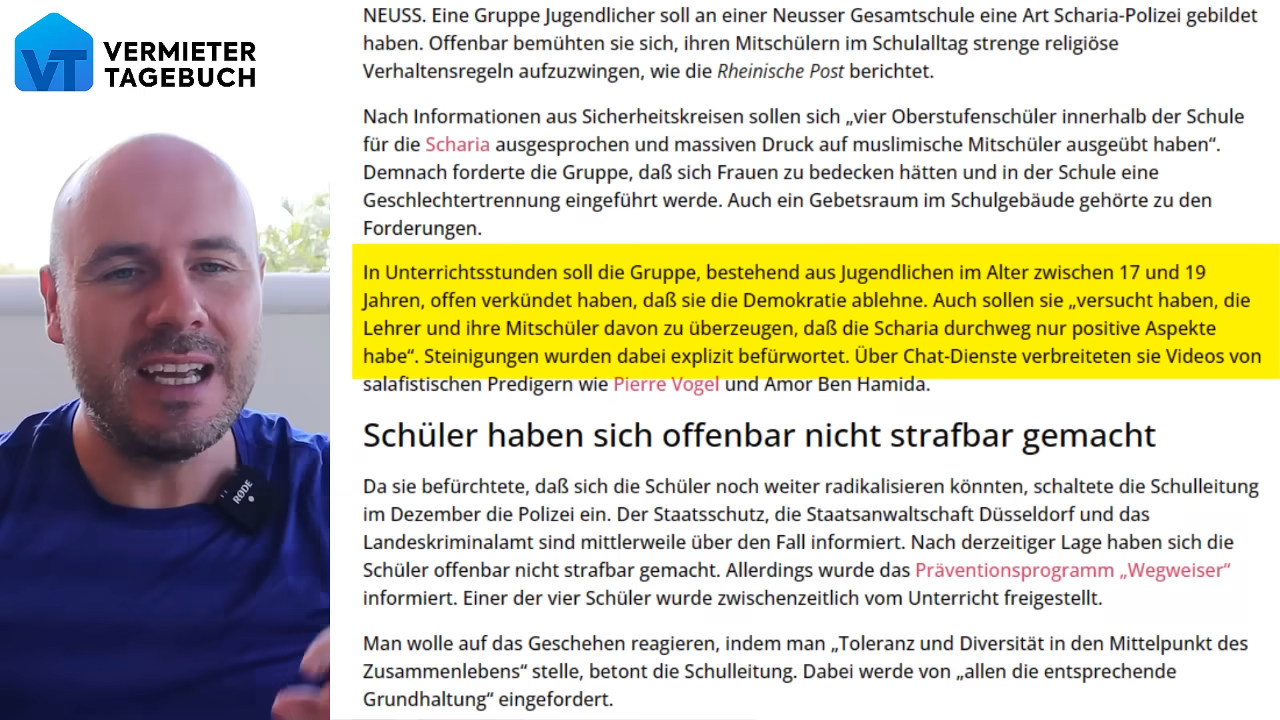 VT VERMIETER
TAGEBUCH
NEUSS. Eine Gruppe Jugendlicher soll an einer Neusser Gesamtschule eine Art Scharia-Polizei gebildet
haben. Offenbar bemühten sie sich, ihren Mitschülern im Schulalltag strenge religiöse
Verhaltensregeln aufzuzwingen, wie die Rheinische Post berichtet.
Nach Informationen aus Sicherheitskreisen sollen sich „vier Oberstufenschüler innerhalb der Schule
für die Scharia ausgesprochen und massiven Druck auf muslimische Mitschüler ausgeübt haben“.
Demnach forderte die Gruppe, daß sich Frauen zu bedecken hätten und in der Schule eine
Geschlechtertrennung eingeführt werde. Auch ein Gebetsraum im Schulgebäude gehörte zu den
Forderungen.
In Unterrichtsstunden soll die Gruppe, bestehend aus Jugendlichen im Alter zwischen 17 und 19
Jahren, offen verkündet haben, daß sie die Demokratie ablehne. Auch sollen sie „versucht haben, die
Lehrer und ihre Mitschüler davon zu überzeugen, daß die Scharia durchweg nur positive Aspekte
habe“. Steinigungen wurden dabei explizit befürwortet. Über Chat-Dienste verbreiteten sie Videos von
salafistischen Predigern wie Pierre Vogel und Amor Ben Hamida.
Schüler haben sich offenbar nicht strafbar gemacht
Da sie befürchtete, daß sich die Schüler noch weiter radikalisieren könnten, schaltete die Schulleitung
im Dezember die Polizei ein. Der Staatsschutz, die Staatsanwaltschaft Düsseldorf und das
Landeskriminalamt sind mittlerweile über den Fall informiert. Nach derzeitiger Lage haben sich die
Schüler offenbar nicht strafbar gemacht. Allerdings wurde das Präventionsprogramm „Wegweiser“
informiert. Einer der vier Schüler wurde zwischenzeitlich vom Unterricht freigestellt.
Man wolle auf das Geschehen reagieren, indem man „Toleranz und Diversität in den Mittelpunkt des
Zusammenlebens“ stelle, betont die Schulleitung. Dabei werde von „allen die entsprechende
Grundhaltung“ eingefordert.
RØDE